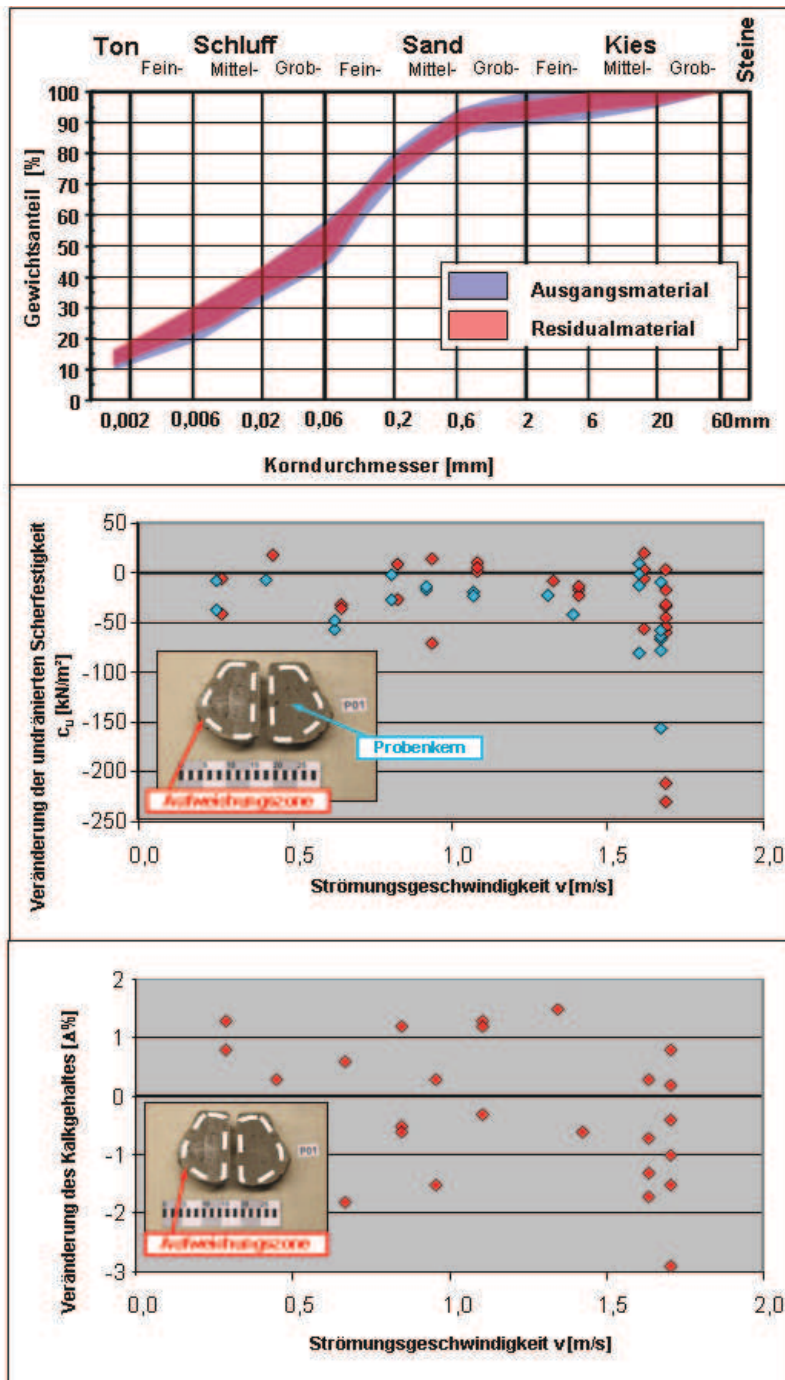 Ton Schluff Sand Kies Steine
Fein- Mittel- Grob- Fein- Mittel- Grob- Fein- Mittel- Grob-
Gewichtsanteil [%]
100
90
80
70
60
50
40
30
20
10
0
Ausgangsmaterial
Residualmaterial
0,002 0,006 0,02 0,06 0,2 0,6 2 6 20 60mm
Korndurchmesser [mm]
Veränderung der undränierten Scherfestigkeit
cu [kN/m²]
50
0
-50
-100
-150
-200
-250
P01
Probenkern
Aufweichungszone
0,0 0,5 1,0 1,5 2,0
Strömungsgeschwindigkeit v[m/s]
Veränderung des Kalkgehaltes [Δ%]
2
1
0
-1
-2
-3
P01
Aufweichungszone
0,0 0,5 1,0 1,5 2,0
Strömungsgeschwindigkeit v[m/s]